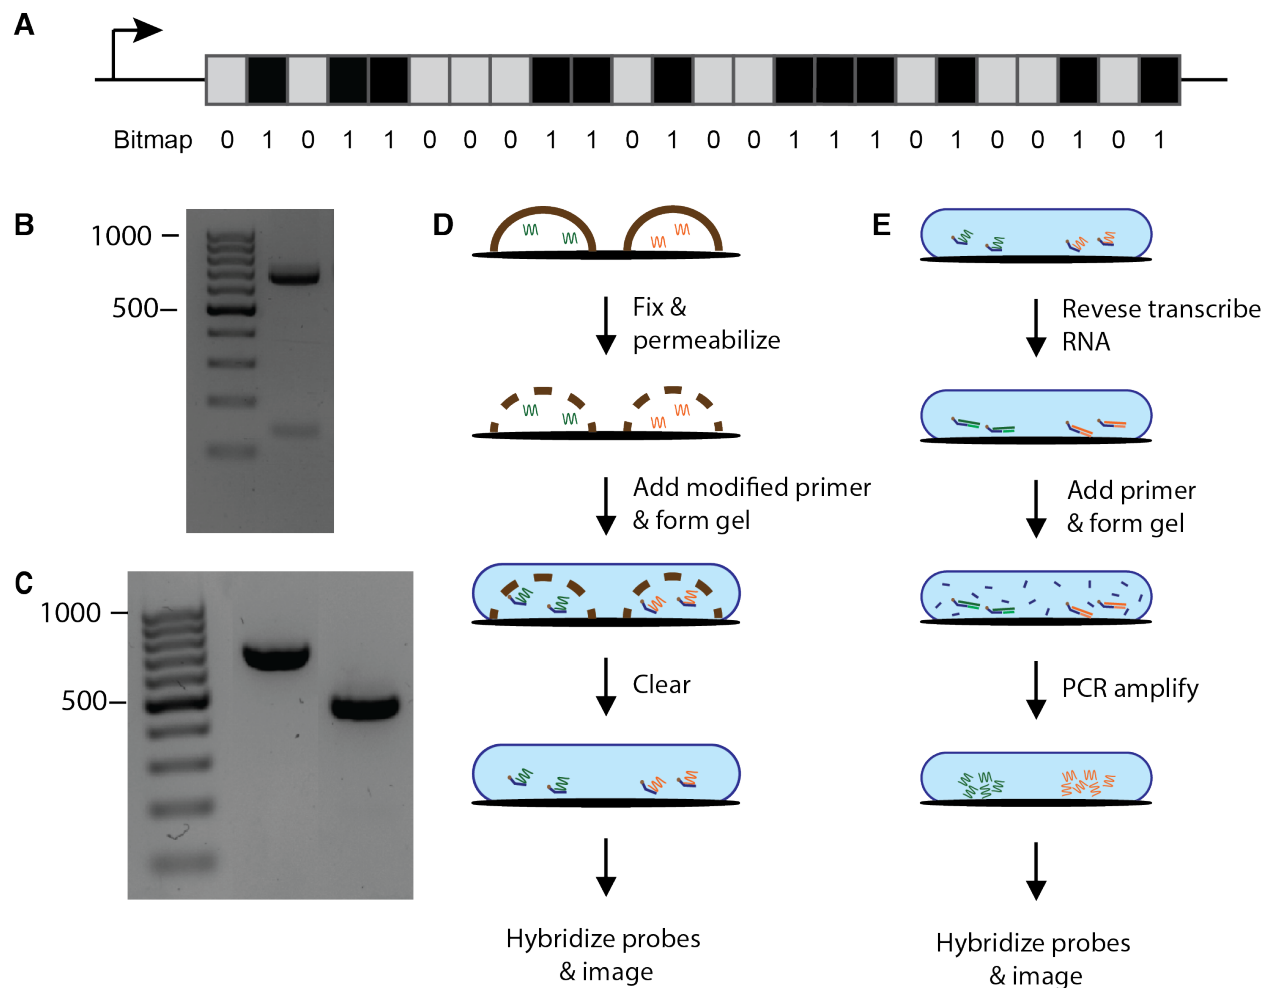 A
Bitmap 0 1 0 1 1 0 0 0 1 1 0 1 0 0 1 1 1 0 1 0 0 1 0 1
B
1000
500
C
1000
500
D
Fix &
permeabilize
Add modified primer
& form gel
Clear
Hybridize probes
& image
E
Revese transcribe
RNA
Add primer
& form gel
PCR amplify
Hybridize probes
& image